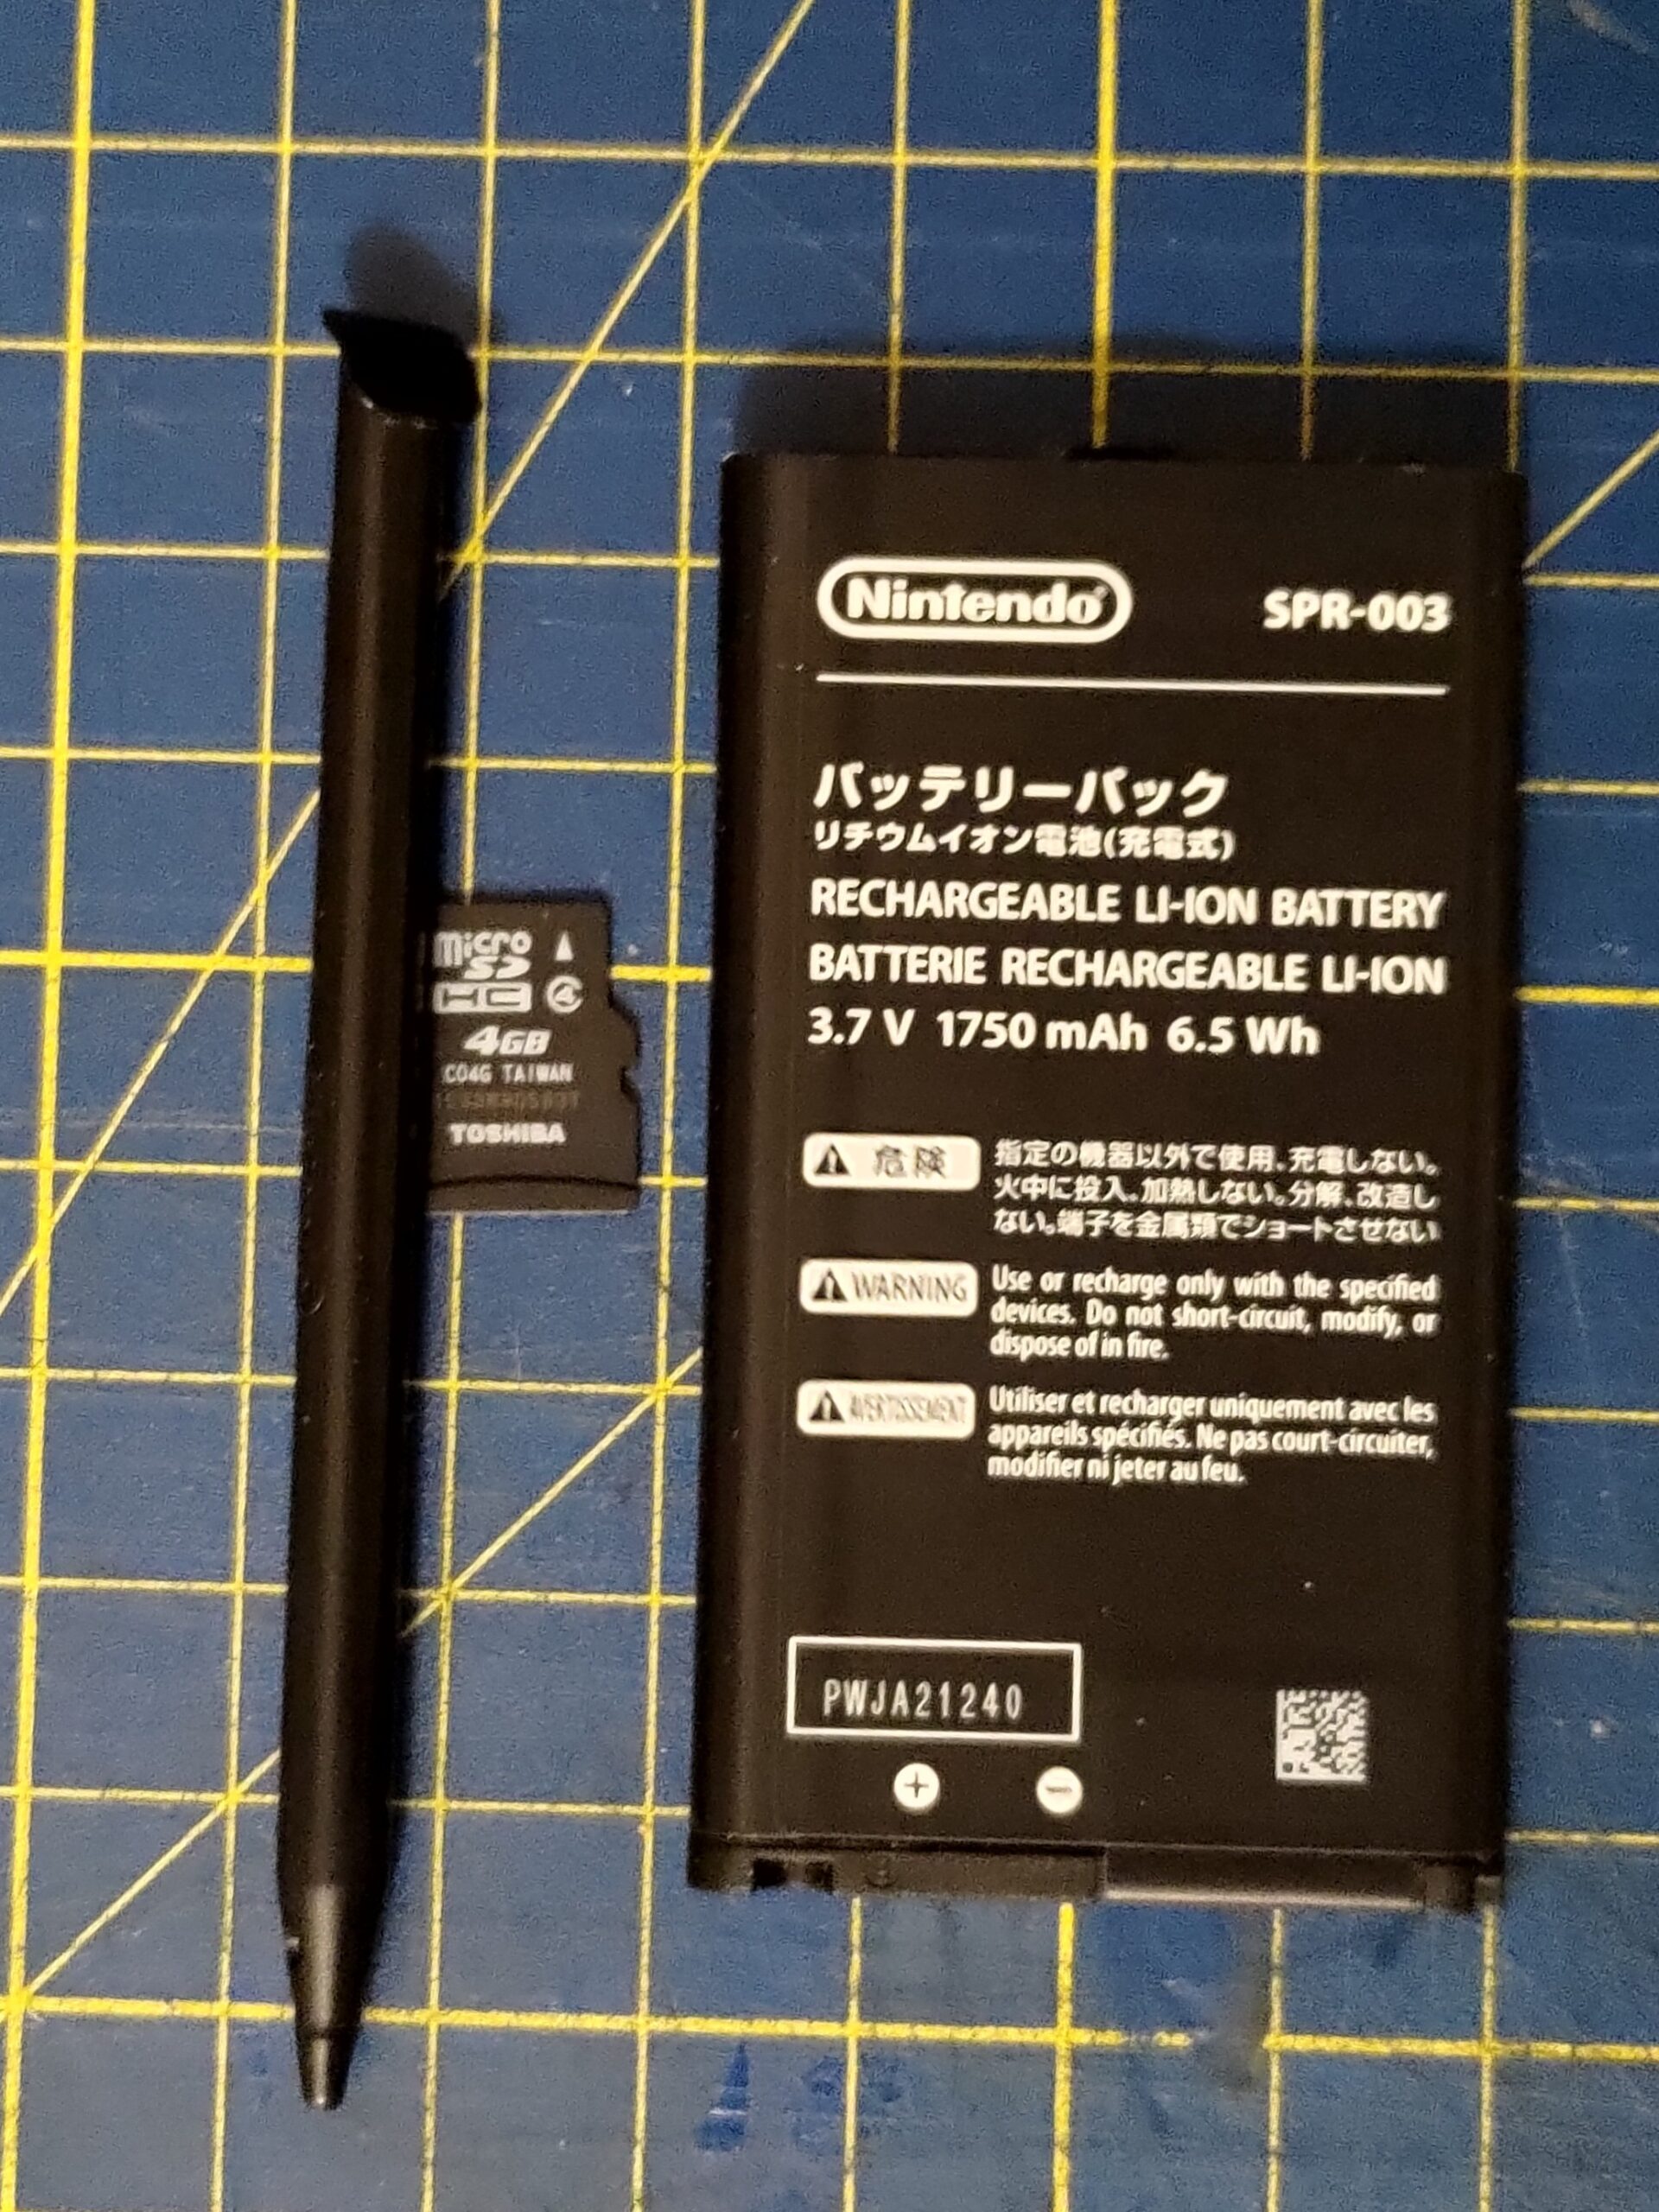 micro
SD
HC 4
4GB
C04G TAIWAN
TOSHIBA
Nintendo®
SPR-003
バッテリーパック
リチウムイオン電池(充電式)
RECHARGEABLE LI-ION BATTERY
BATTERIE RECHARGEABLE LI-ION
3.7 V 1750 mAh 6.5 Wh
危険
指定の機器以外で使用、充電しない。
火中に投入、加熱しない。分解、改造し
ない。端子を金属類でショートさせない
WARNING
Use or recharge only with the specified
devices. Do not short-circuit, modify, or
dispose of in fire.
AVERTISSEMENT
Utiliser et recharger uniquement avec les
appareils spécifiés. Ne pas court-circuiter,
modifier ni jeter au feu.
PWJA21240
+ −